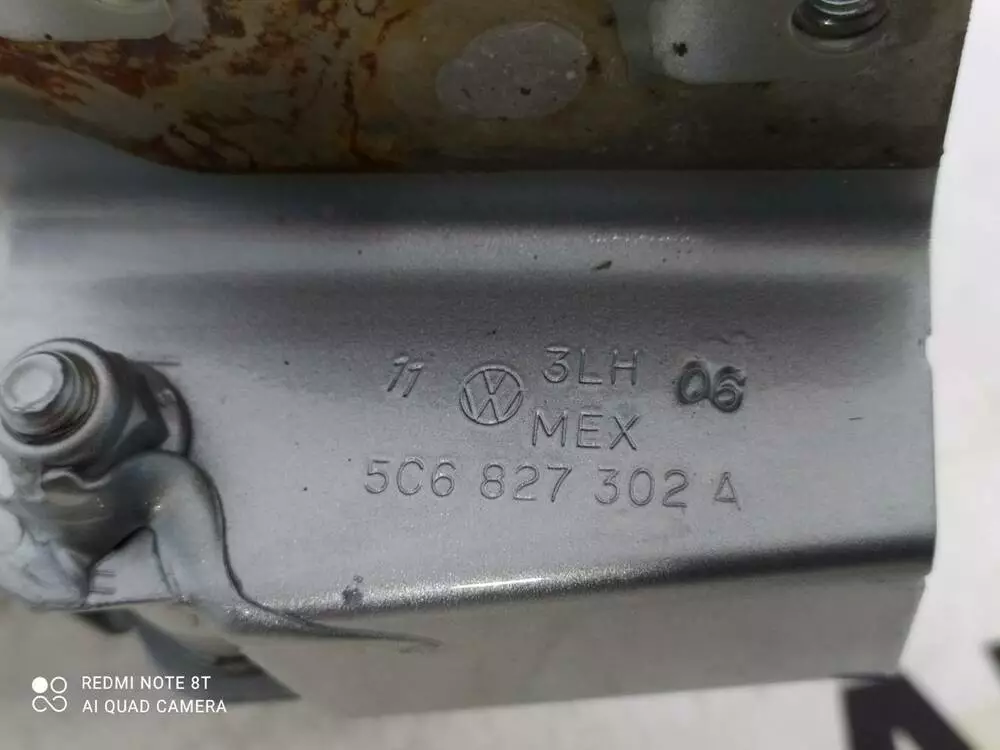 11 3LH 06
MEX
5C6 827 302 A
REDMI NOTE 8T
AI QUAD CAMERA